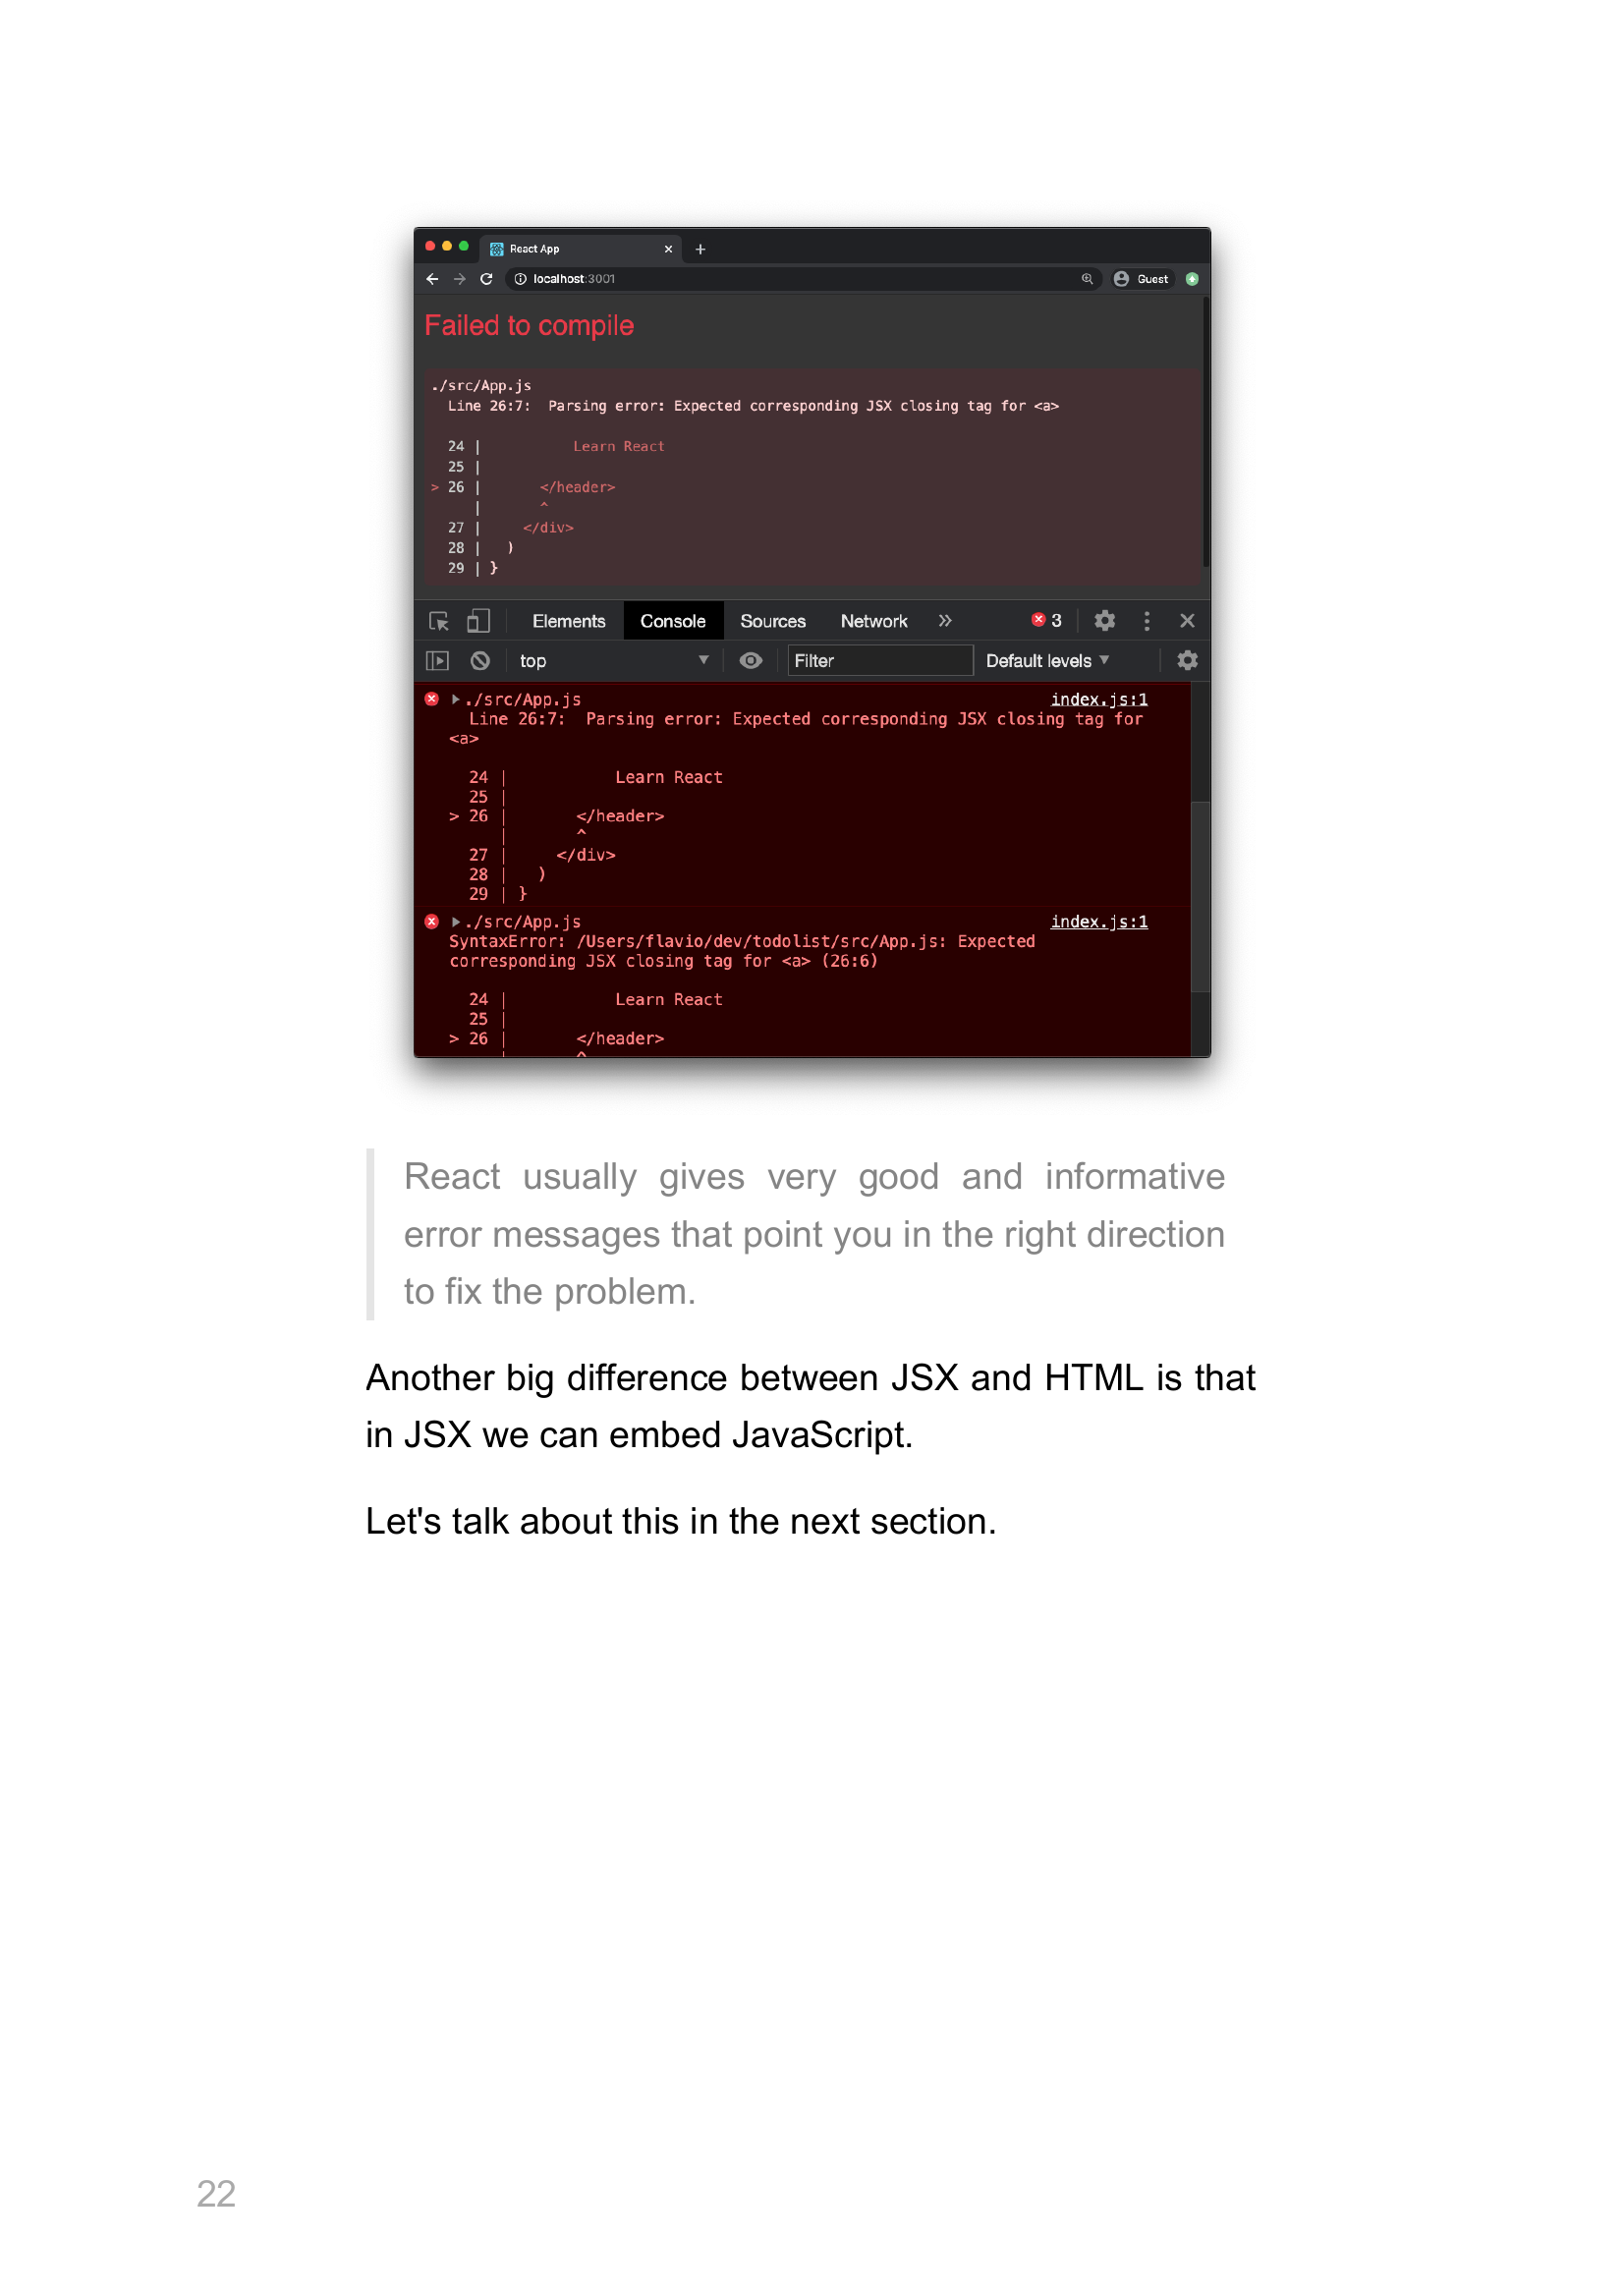 React App
localhost:3001
Guest
Failed to compile
./src/App.js
Line 26:7:  Parsing error: Expected corresponding JSX closing tag for <a>
24 |           Learn React
25 |
> 26 |       </header>
|       ^
27 |     </div>
28 |   )
29 | }
Elements Console Sources Network 3
top Filter Default levels
./src/App.js index.js:1
Line 26:7:  Parsing error: Expected corresponding JSX closing tag for
<a>
24 |           Learn React
25 |
> 26 |       </header>
|       ^
27 |     </div>
28 |   )
29 | }
./src/App.js index.js:1
SyntaxError: /Users/flavio/dev/todolist/src/App.js: Expected
corresponding JSX closing tag for <a> (26:6)
24 |           Learn React
25 |
> 26 |       </header>
|       ^
React usually gives very good and informative
error messages that point you in the right direction
to fix the problem.
Another big difference between JSX and HTML is that
in JSX we can embed JavaScript.
Let's talk about this in the next section.
22